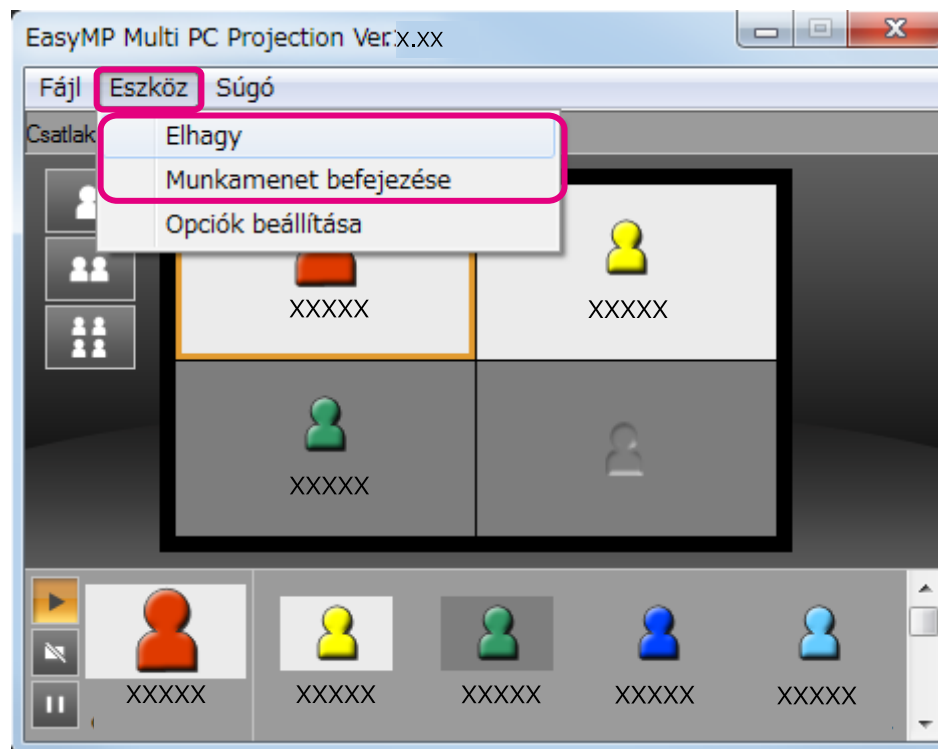 EasyMP Multi PC Projection Ver.x.xx
Fájl Eszköz Súgó
Csatlak
Elhagy
Munkamenet befejezése
Opciók beállítása
XXXXX XXXXX
XXXXX
XXXXX XXXXX XXXXX XXXXX XXXXX